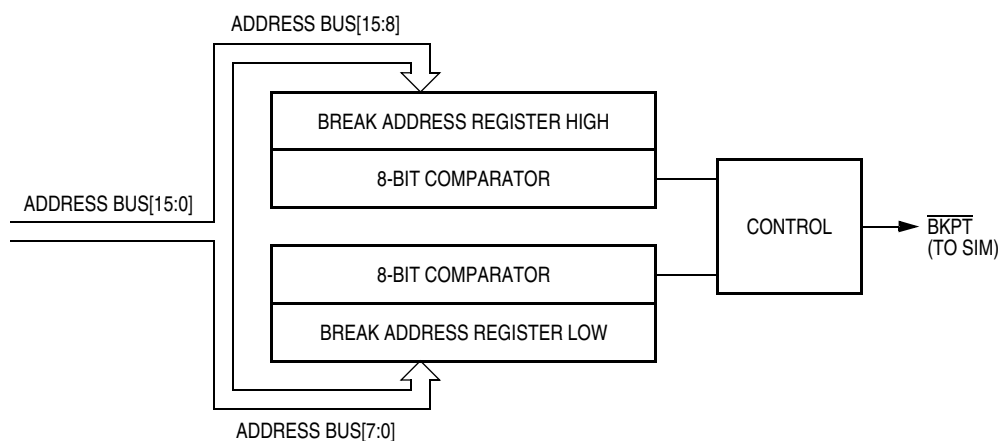 ADDRESS BUS[15:8]
BREAK ADDRESS REGISTER HIGH
8-BIT COMPARATOR
ADDRESS BUS[15:0]
CONTROL
BKPT
(TO SIM)
8-BIT COMPARATOR
BREAK ADDRESS REGISTER LOW
ADDRESS BUS[7:0]